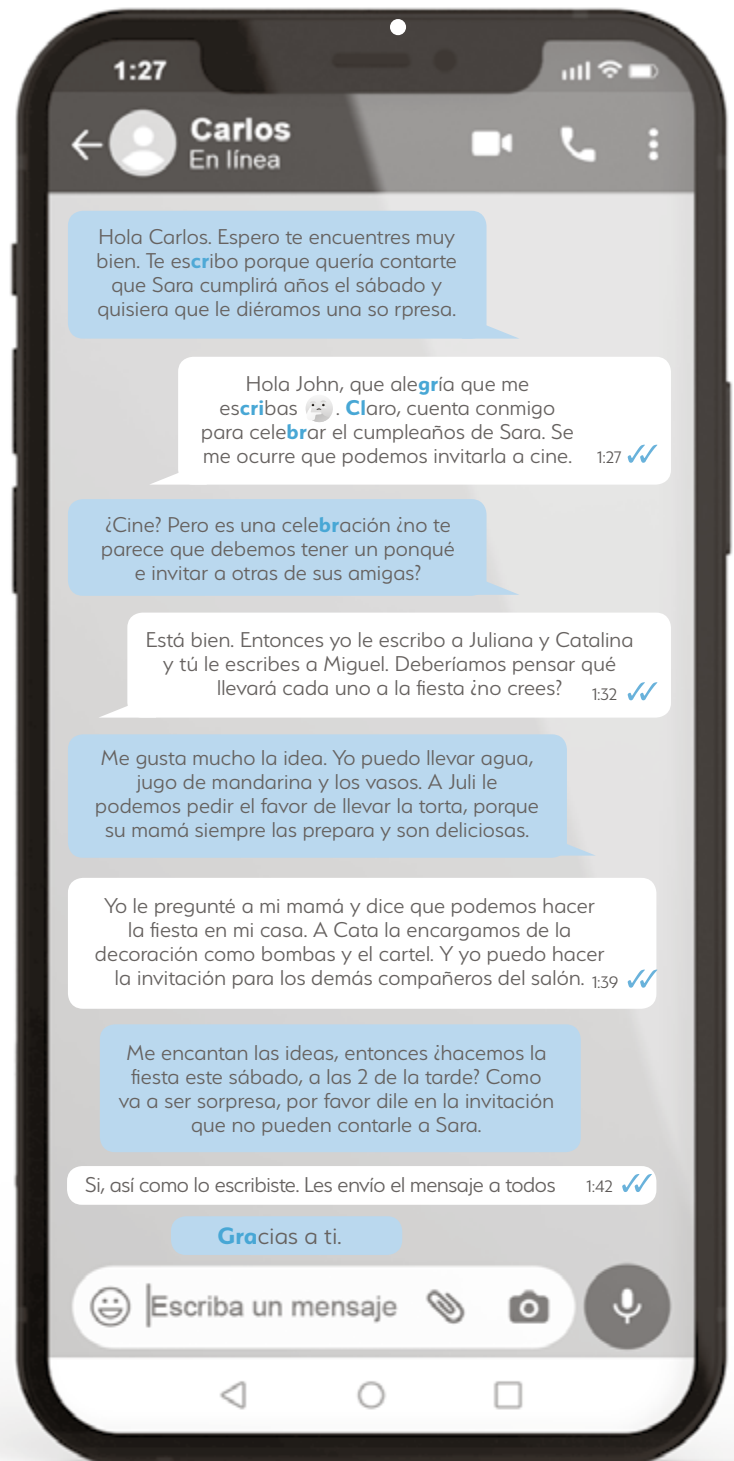 1:27
Carlos
En línea
Hola Carlos. Espero te encuentres muy
bien. Te escribo porque quería contarte
que Sara cumplirá años el sábado y
quisiera que le diéramos una so rpresa.
Hola John, que alegría que me
escribas . Claro, cuenta conmigo
para celebrar el cumpleaños de Sara. Se
me ocurre que podemos invitarla a cine. 1:27
¿Cine? Pero es una celebración ¿no te
parece que debemos tener un ponqué
e invitar a otras de sus amigas?
Está bien. Entonces yo le escribo a Juliana y Catalina
y tú le escribes a Miguel. Deberíamos pensar qué
llevará cada uno a la fiesta ¿no crees? 1:32
Me gusta mucho la idea. Yo puedo llevar agua,
jugo de mandarina y los vasos. A Juli le
podemos pedir el favor de llevar la torta, porque
su mamá siempre las prepara y son deliciosas.
Yo le pregunté a mi mamá y dice que podemos hacer
la fiesta en mi casa. A Cata la encargamos de la
decoración como bombas y el cartel. Y yo puedo hacer
la invitación para los demás compañeros del salón. 1:39
Me encantan las ideas, entonces ¿hacemos la
fiesta este sábado, a las 2 de la tarde? Como
va a ser sorpresa, por favor dile en la invitación
que no pueden contarle a Sara.
Si, así como lo escribiste. Les envío el mensaje a todos 1:42
Gracias a ti.
Escriba un mensaje